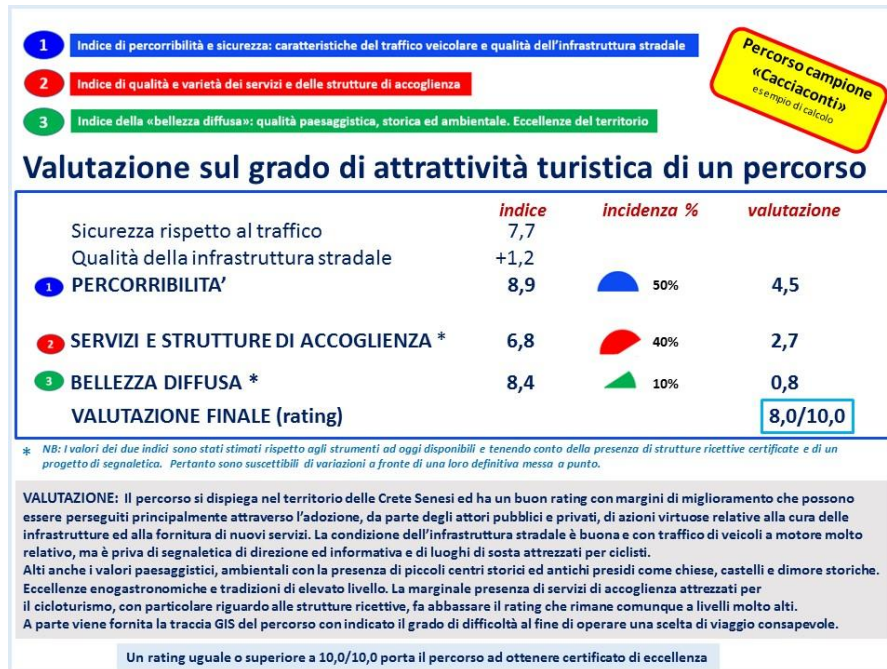 1 Indice di percorribilità e sicurezza: caratteristiche del traffico veicolare e qualità dell'infrastruttura stradale
2 Indice di qualità e varietà dei servizi e delle strutture di accoglienza
3 Indice della «bellezza diffusa»: qualità paesaggistica, storica ed ambientale. Eccellenze del territorio
Percorso campione
«Cacciaconti»
esempio di calcolo
Valutazione sul grado di attrattività turistica di un percorso
indice incidenza % valutazione
Sicurezza rispetto al traffico 7,7
Qualità della infrastruttura stradale +1,2
1 PERCORRIBILITA' 8,9 50% 4,5
2 SERVIZI E STRUTTURE DI ACCOGLIENZA * 6,8 40% 2,7
3 BELLEZZA DIFFUSA * 8,4 10% 0,8
VALUTAZIONE FINALE (rating) 8,0/10,0
* NB: I valori dei due indici sono stati stimati rispetto agli strumenti ad oggi disponibili e tenendo conto della presenza di strutture ricettive certificate e di un
progetto di segnaletica. Pertanto sono suscettibili di variazioni a fronte di una loro definitiva messa a punto.
VALUTAZIONE: Il percorso si dispiega nel territorio delle Crete Senesi ed ha un buon rating con margini di miglioramento che possono
essere perseguiti principalmente attraverso l'adozione, da parte degli attori pubblici e privati, di azioni virtuose relative alla cura delle
infrastrutture ed alla fornitura di nuovi servizi. La condizione dell'infrastruttura stradale è buona e con traffico di veicoli a motore molto
relativo, ma è priva di segnaletica di direzione ed informativa e di luoghi di sosta attrezzati per ciclisti.
Alti anche i valori paesaggistici, ambientali con la presenza di piccoli centri storici ed antichi presidi come chiese, castelli e dimore storiche.
Eccellenze enogastronomiche e tradizioni di elevato livello. La marginale presenza di servizi di accoglienza attrezzati per
il cicloturismo, con particolare riguardo alle strutture ricettive, fa abbassare il rating che rimane comunque a livelli molto alti.
A parte viene fornita la traccia GIS del percorso con indicato il grado di difficoltà al fine di operare una scelta di viaggio consapevole.
Un rating uguale o superiore a 10,0/10,0 porta il percorso ad ottenere certificato di eccellenza